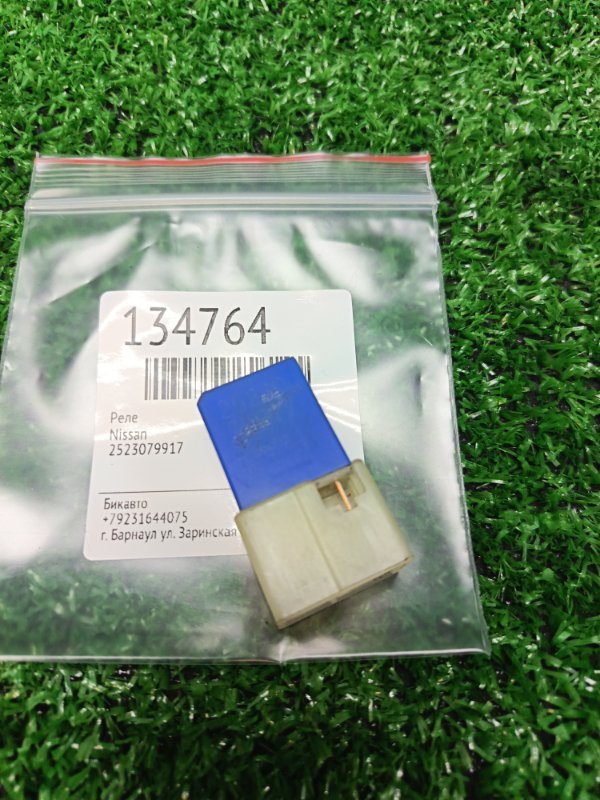 134764
Реле
Nissan
2523079917
Бикавто
+79231644075
г. Барнаул ул. Заринская